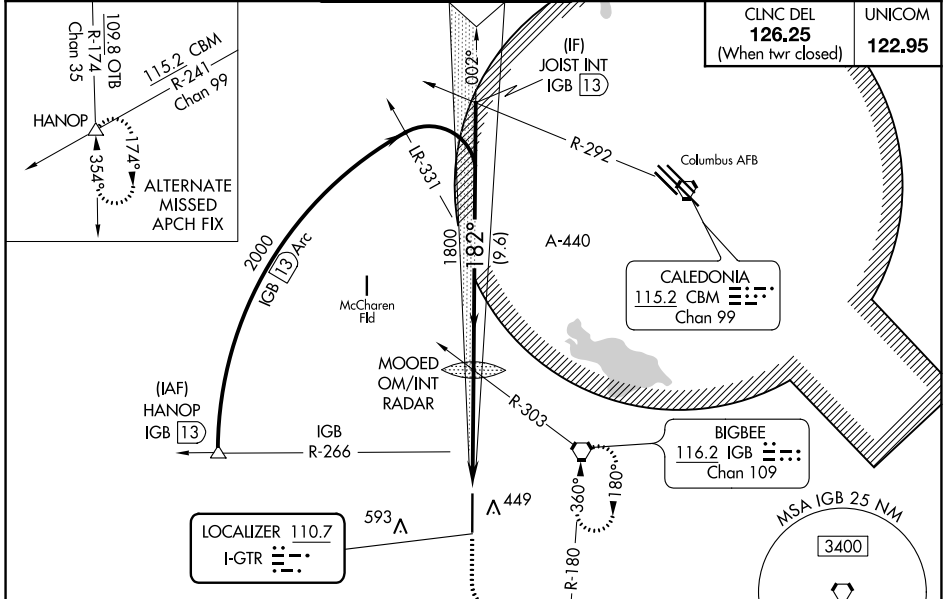 109.8 OTB
R-174
Chan 35
115.2 CBM
R-241
Chan 99
HANOP
174°
354°
ALTERNATE
MISSED
APCH FIX
002°
(IF)
JOIST INT
IGB 13
CLNC DEL
126.25
(When twr closed)
UNICOM
122.95
R-292
Columbus AFB
LR-331
2000
IGB 13 Arc
1800
182°
(9.6)
A-440
McCharen
Fld
CALEDONIA
115.2 CBM
Chan 99
MOOED
OM/INT
RADAR
R-303
(IAF)
HANOP
IGB 13
IGB
R-266
BIGBEE
116.2 IGB
Chan 109
360°
180°
R-180
LOCALIZER 110.7
I-GTR
593
449
MSA IGB 25 NM
3400